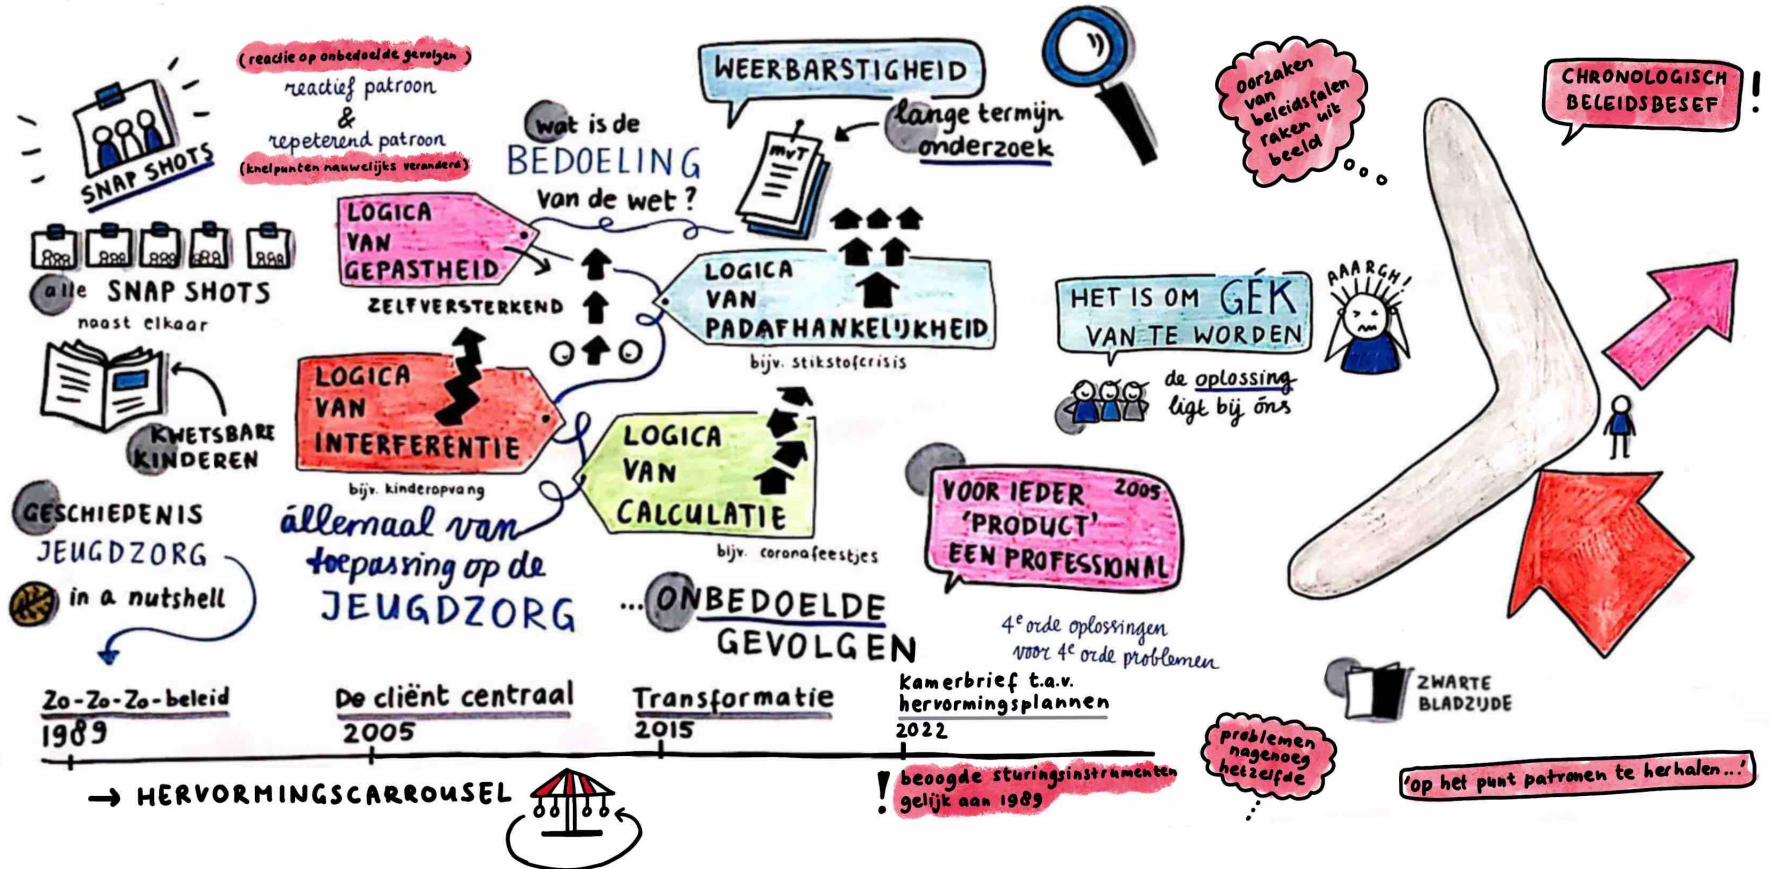 SNAP SHOTS
(reactie op onbedoelde gevolgen)
reactief patroon
&
repeterend patroon
(knelpunten nauwelijks veranderd)
alle SNAP SHOTS
naast elkaar
KWETSBARE
KINDEREN
GESCHIEDENIS
JEUGDZORG
in a nutshell
wat is de
BEDOELING
van de wet?
WEERBARSTIGHEID
mvT
lange termijn
onderzoek
LOGICA
VAN
GEPASTHEID
ZELFVERSTERKEND
LOGICA
VAN
PADAFHANKELIJKHEID
bijv. stikstofcrisis
LOGICA
VAN
INTERFERENTIE
bijv. kinderopvang
LOGICA
VAN
CALCULATIE
bijv. coronafeestjes
állemaal van
toepassing op de
JEUGDZORG
...ONBEDOELDE
GEVOLGEN
HET IS OM GÉK
VAN TE WORDEN
AAARGH!
de oplossing
ligt bij óns
VOOR IEDER 2005
'PRODUCT'
EEN PROFESSIONAL
4e orde oplossingen
voor 4e orde problemen
oorzaken
van
beleidsfalen
raken uit
beeld
CHRONOLOGISCH
BELEIDSBESEF !
ZWARTE
BLADZIJDE
Zo-Zo-Zo-beleid
1989
De cliënt centraal
2005
Transformatie
2015
Kamerbrief t.a.v.
hervormingsplannen
2022
→ HERVORMINGSCARROUSEL
! beoogde sturingsinstrumenten
gelijk aan 1989
problemen
nagenoeg
hetzelfde
'op het punt patronen te herhalen...'